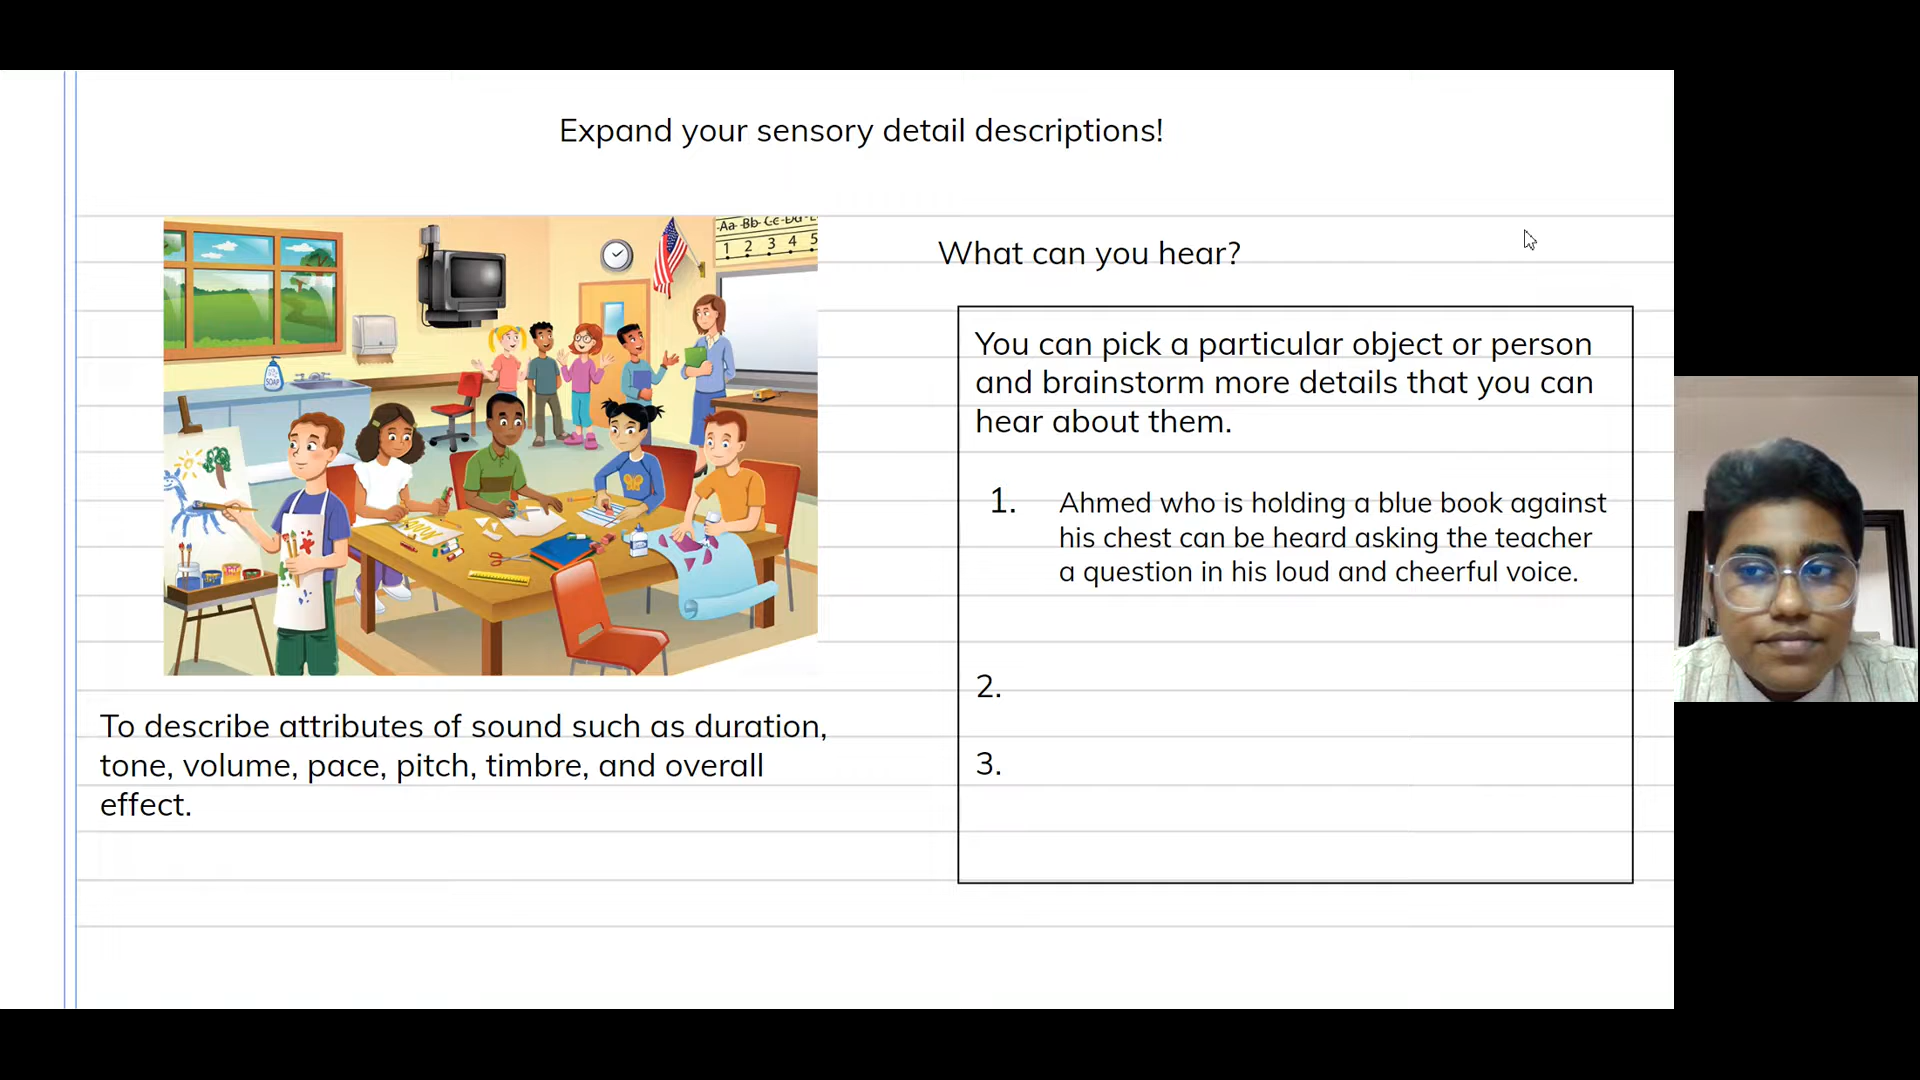 Expand your sensory detail descriptions!
-Aa- Bb- Cc- Dd-
1 2 3 4 5
SOAP
What can you hear?
You can pick a particular object or person
and brainstorm more details that you can
hear about them.
1. Ahmed who is holding a blue book against
his chest can be heard asking the teacher
a question in his loud and cheerful voice.
2.
3.
To describe attributes of sound such as duration,
tone, volume, pace, pitch, timbre, and overall
effect.